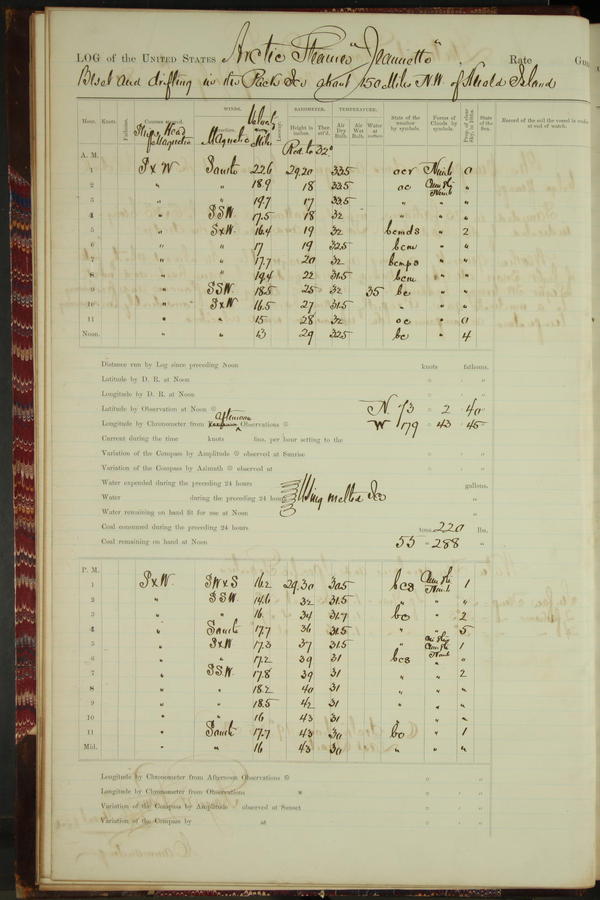 LOG of the UNITED STATES Arctic Steamer "Jeannette" Rate
Beset and drifting in the Pack Ice about 150 Miles N.W. of Herald Island
Hour. Knots. Fathoms. Courses steered. WINDS. BAROMETER. TEMPERATURE. State of the weather by symbols. Forms of Clouds by symbols. Prop. of clear sky, in 10ths. State of the Sea. Record of the sail the vessel is under at end of watch.
Ship's Head Magnetic Direction. Magnetic Velocity Miles Height in inches. Ther. att'd. Air Dry Bulb. Air Wet Bulb. Water at surface.
Red. to 32°
A. M.
1 S x W South 22.6 29.20 33.5 ocr Nimb 0
2 " " 18.9 18 33.5 oc Cum Str Nimb "
3 " " 19.7 17 33.5 " " "
4 " S.S.W. 17.5 18 32 " " "
5 " S x W 16.4 19 32 bcmds " 2
6 " " 17 19 32.5 bcm " "
7 " " 17.7 20 32 bcmps " "
8 " " 19.4 22 31.5 bcm " "
9 " S.S.W. 18.5 25 32 35 bc " "
10 " S x W 16.5 27 31.5 " " "
11 " " 15 28 32 oc " 0
Noon. " " 13 29 32.5 bc " 4
Distance run by Log since preceding Noon knots fathoms.
Latitude by D. R. at Noon ° ' "
Longitude by D. R. at Noon ° ' "
Latitude by Observation at Noon N. 73 ° 2 ' 40 "
Longitude by Chronometer from Afternoon Observations W 179 ° 43 ' 45 "
Current during the time knots fms. per hour setting to the
Variation of the Compass by Amplitude observed at Sunrise ° ' "
Variation of the Compass by Azimuth observed at ° ' "
Water expended during the preceding 24 hours gallons.
Water during the preceding 24 hours Using melted Ice "
Water remaining on hand fit for use at Noon "
Coal consumed during the preceding 24 hours tons 220 lbs.
Coal remaining on hand at Noon 55 " 288 "
P. M.
1 S x W. SW x S 16.2 29.30 30.5 bcs Cum Str Nimb 1
2 " S.S.W. 14.6 32 31.5 " " "
3 " " 16 34 31.7 bc " 2
4 " South 17.7 36 31.5 " " 5
5 " S x W 17.3 37 31.5 " Cum Str Nimb 1
6 " " 17.2 39 31 bcs " "
7 " S.S.W. 17.8 39 31 " " 2
8 " " 18.2 40 31 " " "
9 " " 18.5 42 31 " " "
10 " " 16 43 31 " " "
11 " South 17.7 43 30 bc " 1
Mid. " " 16 43 30 " " "
Longitude by Chronometer from Afternoon Observations ° ' "
Longitude by Chronometer from Observations ° ' "
Variation of the Compass by Amplitude observed at Sunset ° ' "
Variation of the Compass by at ° ' "